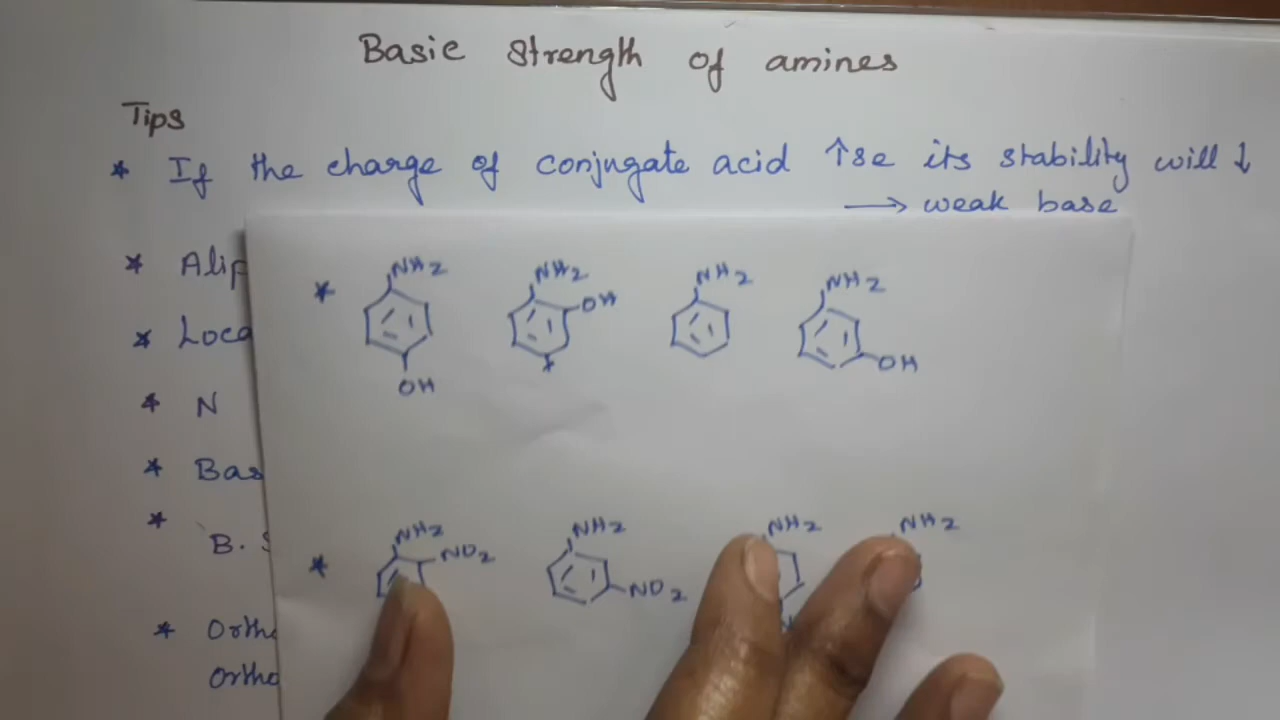 Basic strength of amines
Tips
* If the charge of conjugate acid ↑se its stability will ↓
→ weak base
* Alip
* Loca
* N
* Bas
* B. S
* Ortho
Ortho
* NH2 NH2 NH2 NH2
OH OH OH
* NH2 NH2 NH2 NH2
NO2 NO2
N